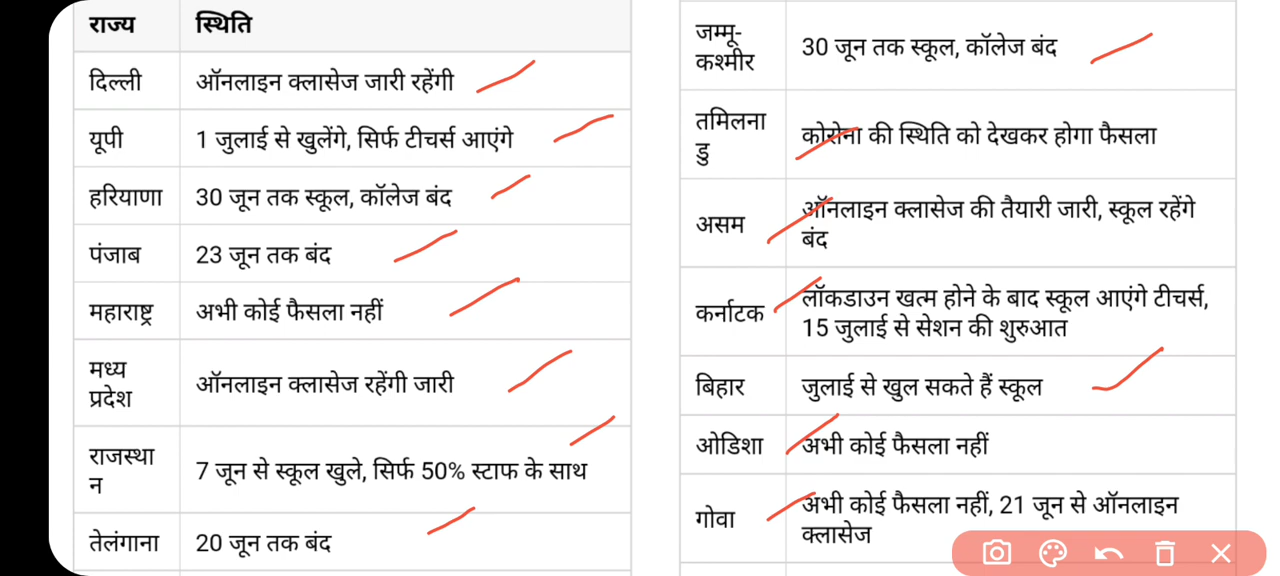 राज्य स्थिति
दिल्ली ऑनलाइन क्लासेज जारी रहेंगी
यूपी 1 जुलाई से खुलेंगे, सिर्फ टीचर्स आएंगे
हरियाणा 30 जून तक स्कूल, कॉलेज बंद
पंजाब 23 जून तक बंद
महाराष्ट्र अभी कोई फैसला नहीं
मध्य
प्रदेश
ऑनलाइन क्लासेज रहेंगी जारी
राजस्था
न
7 जून से स्कूल खुले, सिर्फ 50% स्टाफ के साथ
तेलंगाना 20 जून तक बंद
जम्मू-
कश्मीर
30 जून तक स्कूल, कॉलेज बंद
तमिलना
डु
कोरोना की स्थिति को देखकर होगा फैसला
असम
ऑनलाइन क्लासेज की तैयारी जारी, स्कूल रहेंगे
बंद
कर्नाटक
लॉकडाउन खत्म होने के बाद स्कूल आएंगे टीचर्स,
15 जुलाई से सेशन की शुरुआत
बिहार जुलाई से खुल सकते हैं स्कूल
ओडिशा अभी कोई फैसला नहीं
गोवा
अभी कोई फैसला नहीं, 21 जून से ऑनलाइन
क्लासेज